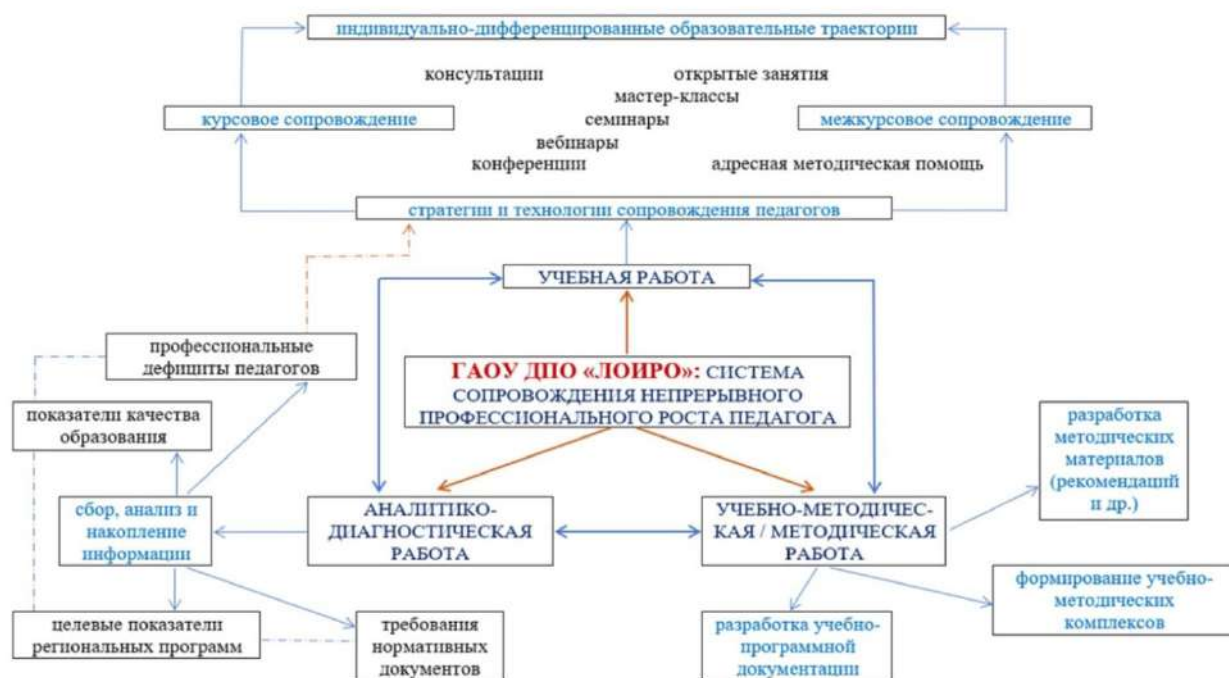 индивидуально-дифференцированные образовательные траектории
консультации
открытые занятия
мастер-классы
курсовое сопровождение
семинары
межкурсовое сопровождение
вебинары
конференции
адресная методическая помощь
стратегии и технологии сопровождения педагогов
УЧЕБНАЯ РАБОТА
профессиональные
дефициты педагогов
ГАОУ ДПО «ЛОИРО»: СИСТЕМА
СОПРОВОЖДЕНИЯ НЕПРЕРЫВНОГО
ПРОФЕССИОНАЛЬНОГО РОСТА ПЕДАГОГА
показатели качества
образования
разработка
методических
материалов
(рекомендаций
и др.)
сбор, анализ и
накопление
информации
АНАЛИТИКО-
ДИАГНОСТИЧЕСКАЯ
РАБОТА
УЧЕБНО-МЕТОДИЧЕС-
КАЯ / МЕТОДИЧЕСКАЯ
РАБОТА
формирование учебно-
методических
комплексов
целевые показатели
региональных программ
требования
нормативных
документов
разработка учебно-
программной
документации